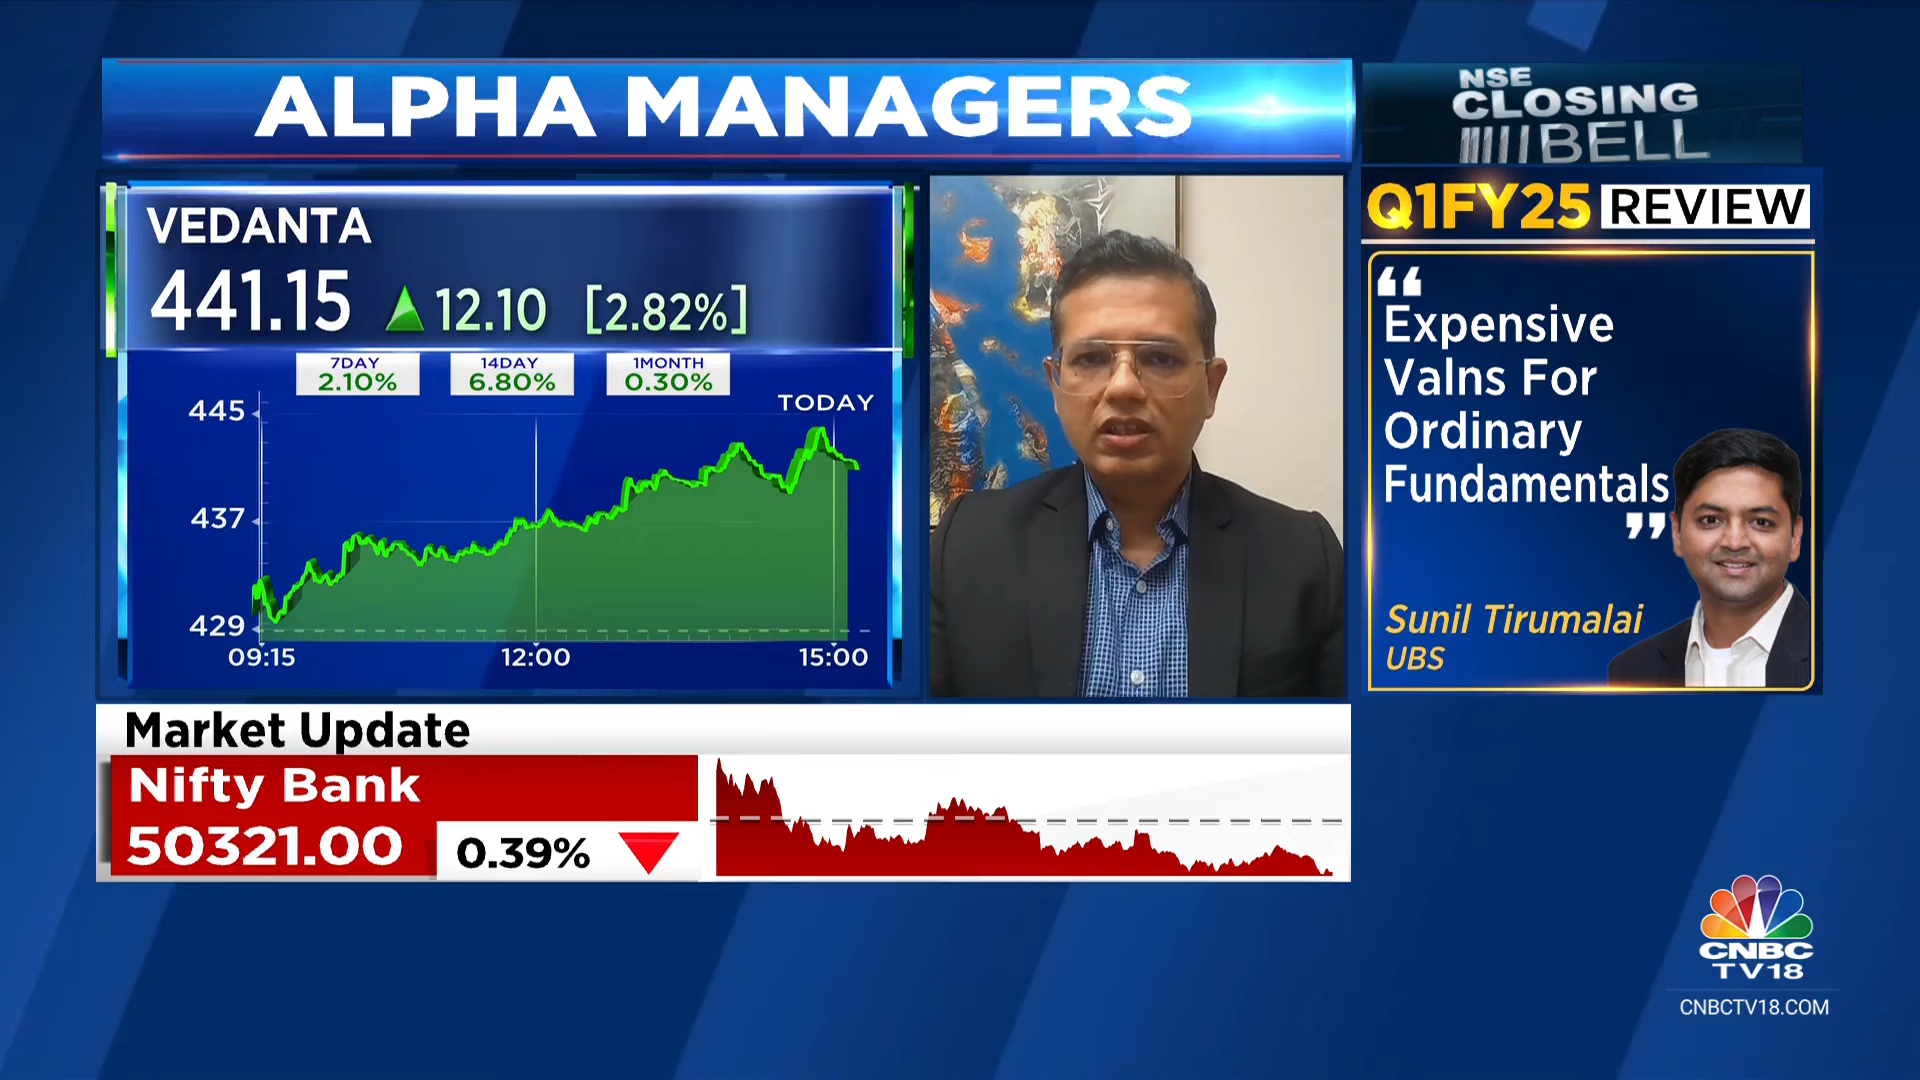 ALPHA MANAGERS
NSE
CLOSING
BELL
VEDANTA
441.15 12.10 [2.82%]
7DAY
2.10%
14DAY
6.80%
1MONTH
0.30%
TODAY
445
437
429
09:15 12:00 15:00
Q1FY25 REVIEW
“
Expensive
Valns For
Ordinary
Fundamentals
”
Sunil Tirumalai
UBS
Market Update
Nifty Bank
50321.00 0.39%
CNBC
TV18
CNBCTV18.COM